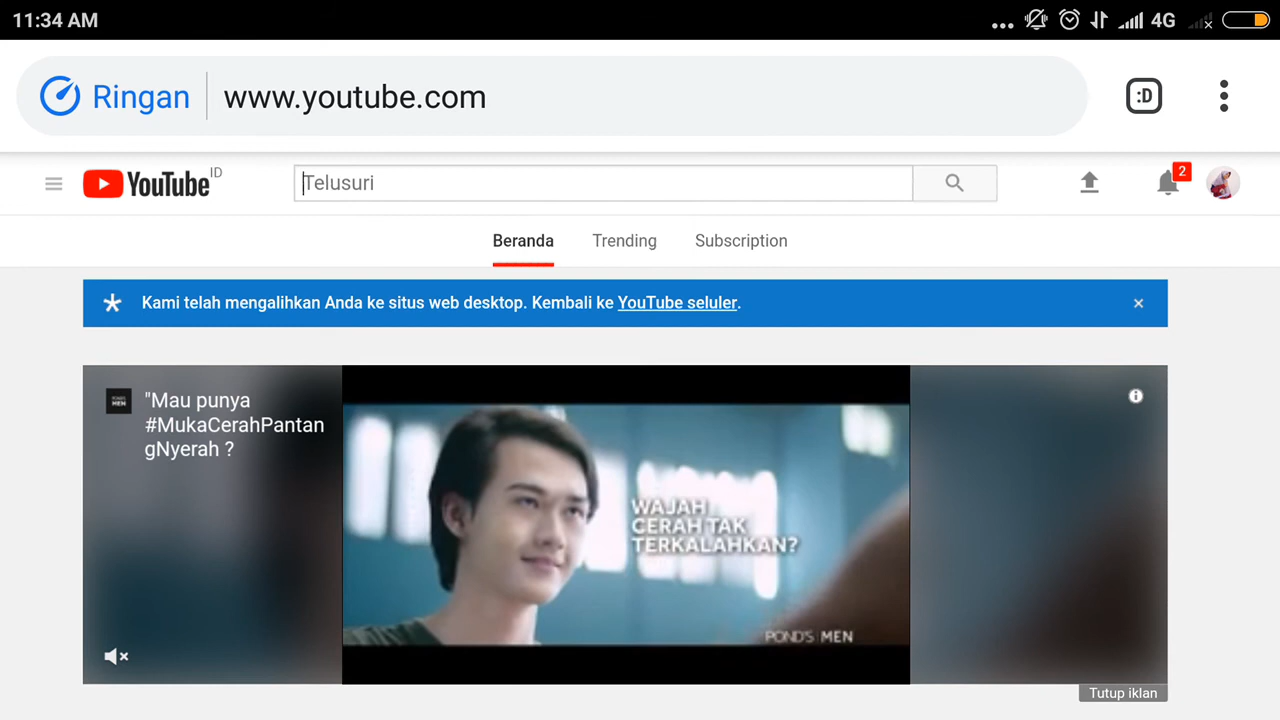 11:34 AM
4G
Ringan
www.youtube.com
:D
YouTube ID
Telusuri
2
Beranda
Trending
Subscription
Kami telah mengalihkan Anda ke situs web desktop. Kembali ke YouTube seluler.
POND'S
MEN
"Mau punya
#MukaCerahPantan
gNyerah ?
WAJAH
CERAH TAK
TERKALAHKAN?
POND'S MEN
Tutup iklan